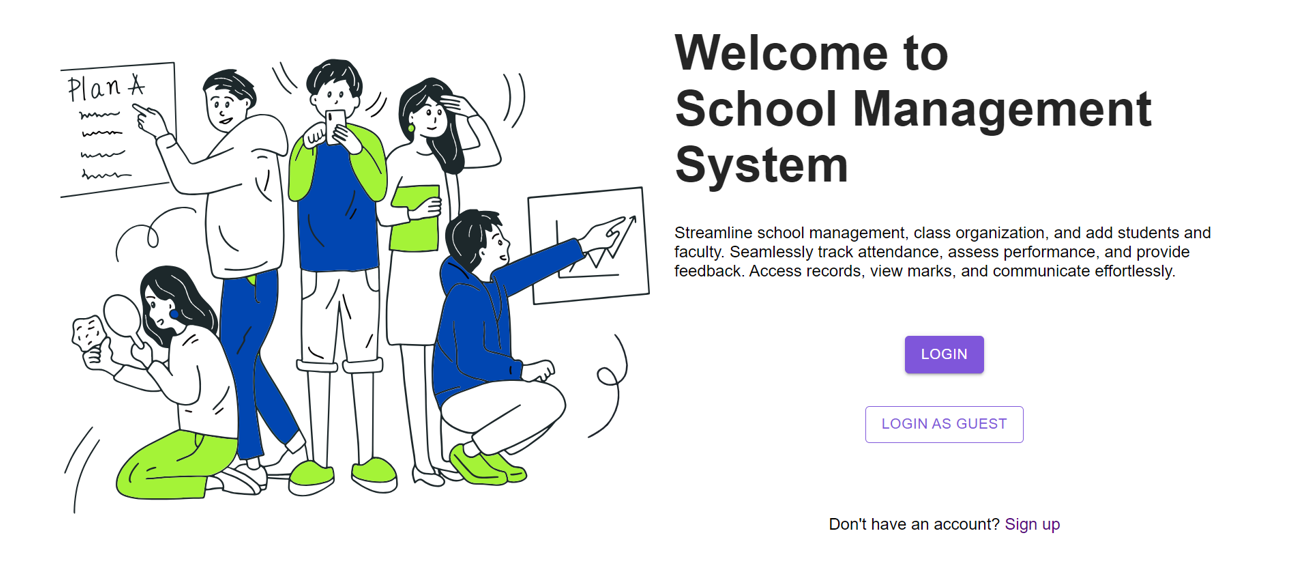 Plan A
Welcome to
School Management
System
Streamline school management, class organization, and add students and
faculty. Seamlessly track attendance, assess performance, and provide
feedback. Access records, view marks, and communicate effortlessly.
LOGIN
LOGIN AS GUEST
Don't have an account? Sign up